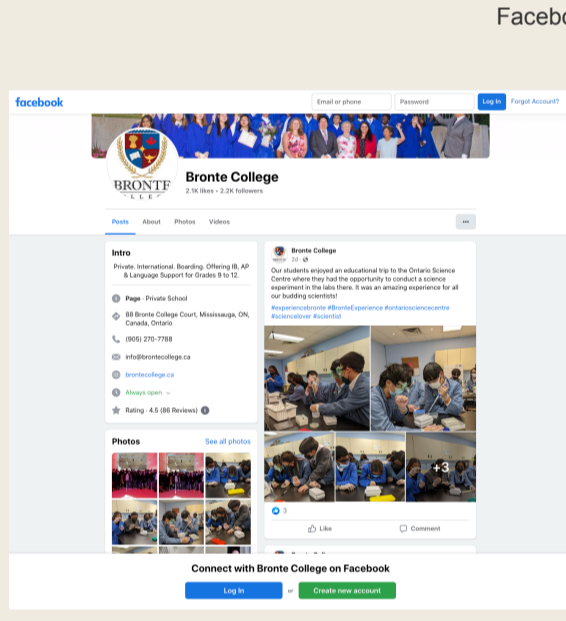 Facebo
facebook
Email or phone
Password
Log In
Forgot Account?
BRONTE
LLE
Bronte College
2.1K likes • 2.2K followers
Posts
About
Photos
Videos
Intro
Private. International. Boarding. Offering IB, AP
& Language Support for Grades 9 to 12.
Page · Private School
88 Bronte College Court, Mississauga, ON,
Canada, Ontario
(905) 270-7788
info@brontecollege.ca
brontecollege.ca
Always open
Rating · 4.5 (86 Reviews)
Photos
See all photos
Bronte College
2d
Our students enjoyed an educational trip to the Ontario Science
Centre where they had the opportunity to conduct a science
experiment in the labs there. It was an amazing experience for all
our budding scientists!
#experiencebronte #BronteExperience #ontariosciencecentre
#sciencelover #scientist
+3
3
Like
Comment
Connect with Bronte College on Facebook
Log In
or
Create new account